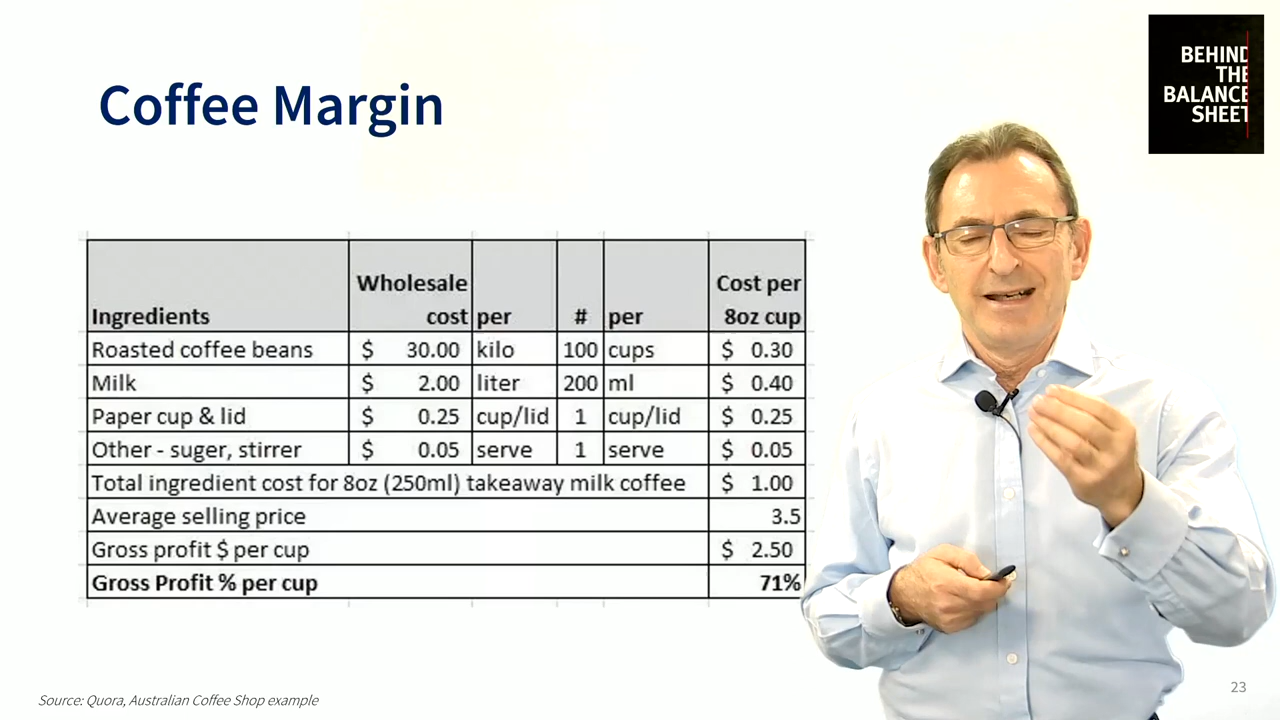 BEHIND
THE
BALANCE
SHEET
Coffee Margin
Ingredients Wholesale cost per # per Cost per 8oz cup
Roasted coffee beans $ 30.00 kilo 100 cups $ 0.30
Milk $ 2.00 liter 200 ml $ 0.40
Paper cup & lid $ 0.25 cup/lid 1 cup/lid $ 0.25
Other - suger, stirrer $ 0.05 serve 1 serve $ 0.05
Total ingredient cost for 8oz (250ml) takeaway milk coffee $ 1.00
Average selling price 3.5
Gross profit $ per cup $ 2.50
Gross Profit % per cup 71%
Source: Quora, Australian Coffee Shop example
23